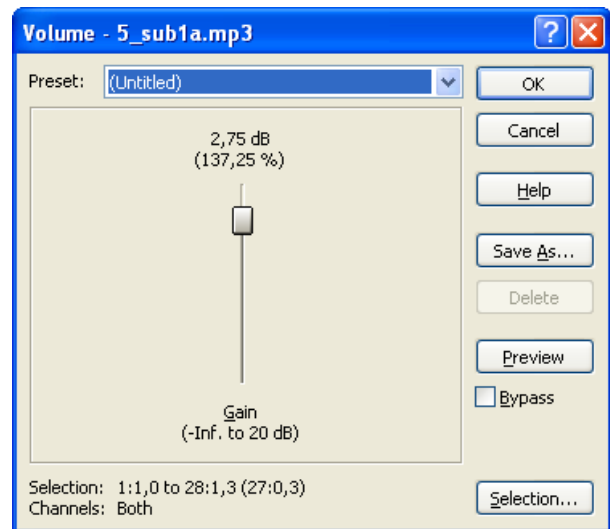 Volume - 5_sub1a.mp3
Preset: (Untitled)
OK
Cancel
Help
Save As...
Delete
Preview
Bypass
2,75 dB
(137,25 %)
Gain
(-Inf. to 20 dB)
Selection: 1:1,0 to 28:1,3 (27:0,3)
Channels: Both
Selection...